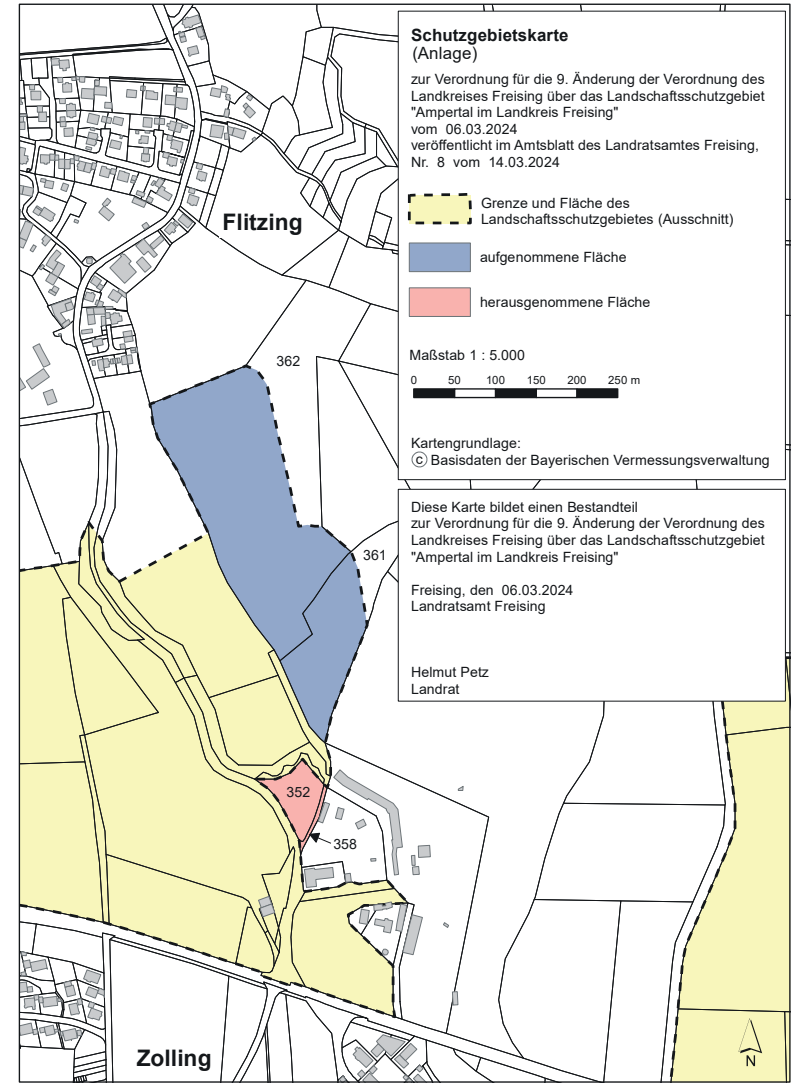 Schutzgebietskarte
(Anlage)
zur Verordnung für die 9. Änderung der Verordnung des
Landkreises Freising über das Landschaftsschutzgebiet
"Ampertal im Landkreis Freising"
vom 06.03.2024
veröffentlicht im Amtsblatt des Landratsamtes Freising,
Nr. 8 vom 14.03.2024
Grenze und Fläche des
Landschaftsschutzgebietes (Ausschnitt)
aufgenommene Fläche
herausgenommene Fläche
Maßstab 1 : 5.000
0 50 100 150 200 250 m
Kartengrundlage:
© Basisdaten der Bayerischen Vermessungsverwaltung
Diese Karte bildet einen Bestandteil
zur Verordnung für die 9. Änderung der Verordnung des
Landkreises Freising über das Landschaftsschutzgebiet
"Ampertal im Landkreis Freising"
Freising, den 06.03.2024
Landratsamt Freising
Helmut Petz
Landrat
Flitzing
362
361
352
358
Zolling
N